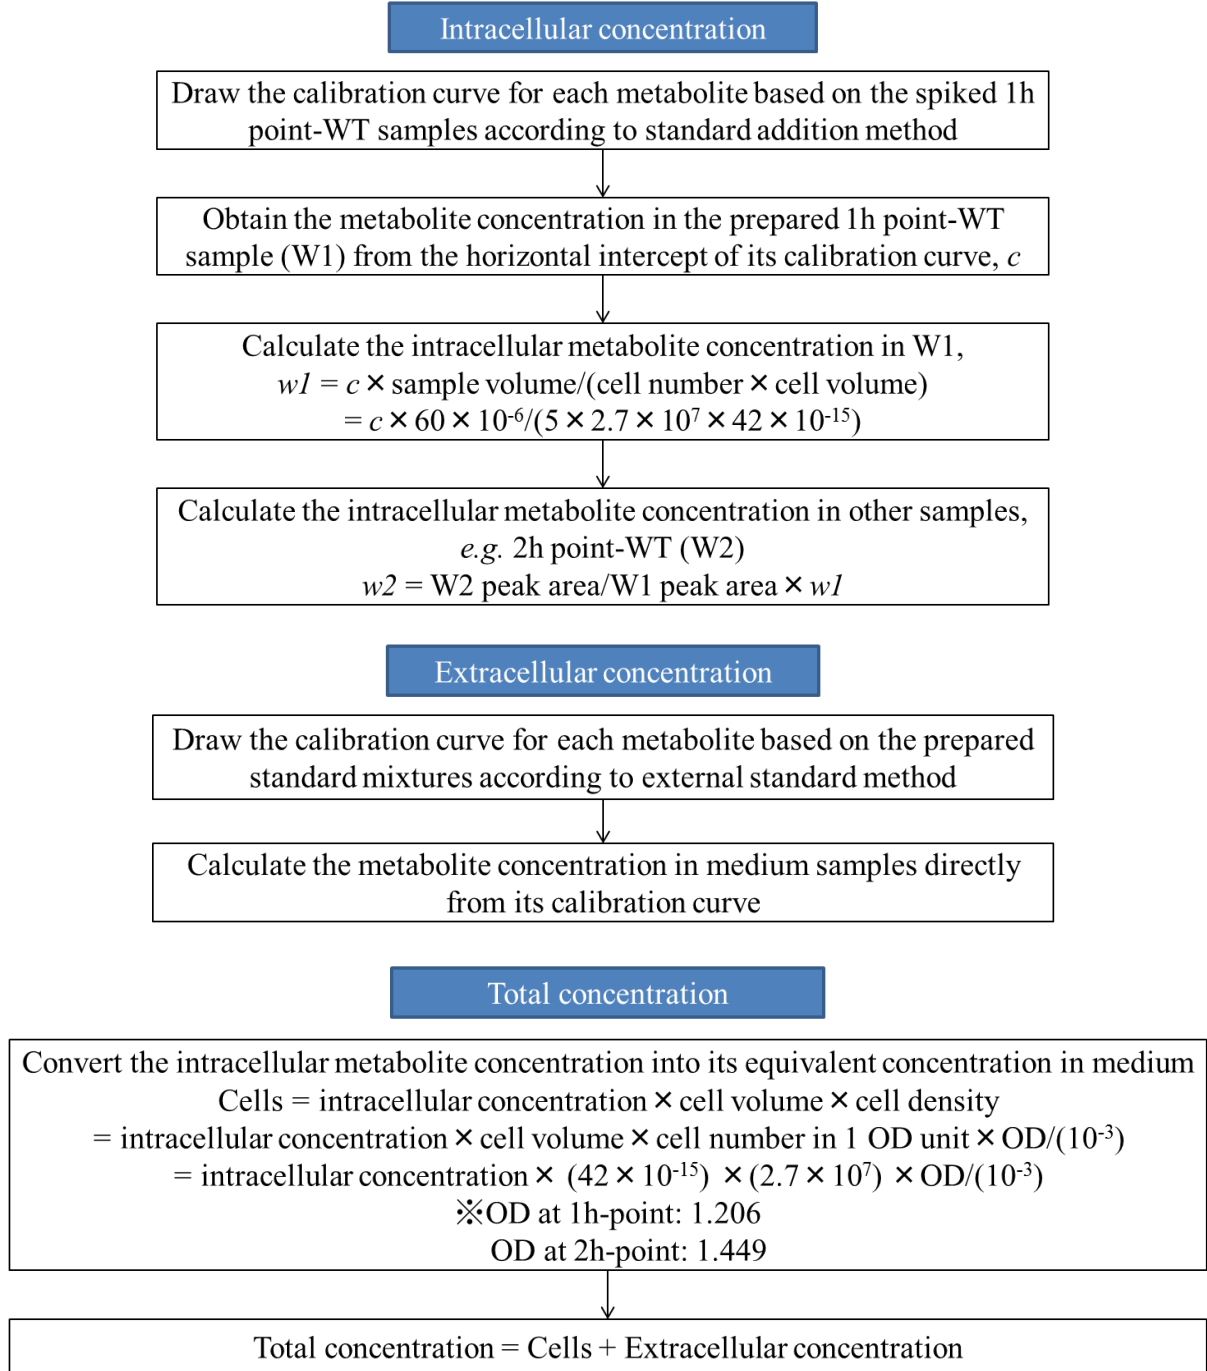 Intracellular concentration
Draw the calibration curve for each metabolite based on the spiked 1h
point-WT samples according to standard addition method
Obtain the metabolite concentration in the prepared 1h point-WT
sample (W1) from the horizontal intercept of its calibration curve, c
Calculate the intracellular metabolite concentration in W1,
w1 = c × sample volume/(cell number × cell volume)
= c × 60 × 10⁻⁶/(5 × 2.7 × 10⁷ × 42 × 10⁻¹⁵)
Calculate the intracellular metabolite concentration in other samples,
e.g. 2h point-WT (W2)
w2 = W2 peak area/W1 peak area × w1
Extracellular concentration
Draw the calibration curve for each metabolite based on the prepared
standard mixtures according to external standard method
Calculate the metabolite concentration in medium samples directly
from its calibration curve
Total concentration
Convert the intracellular metabolite concentration into its equivalent concentration in medium
Cells = intracellular concentration × cell volume × cell density
= intracellular concentration × cell volume × cell number in 1 OD unit × OD/(10⁻³)
= intracellular concentration × (42 × 10⁻¹⁵) × (2.7 × 10⁷) × OD/(10⁻³)
※OD at 1h-point: 1.206
OD at 2h-point: 1.449
Total concentration = Cells + Extracellular concentration